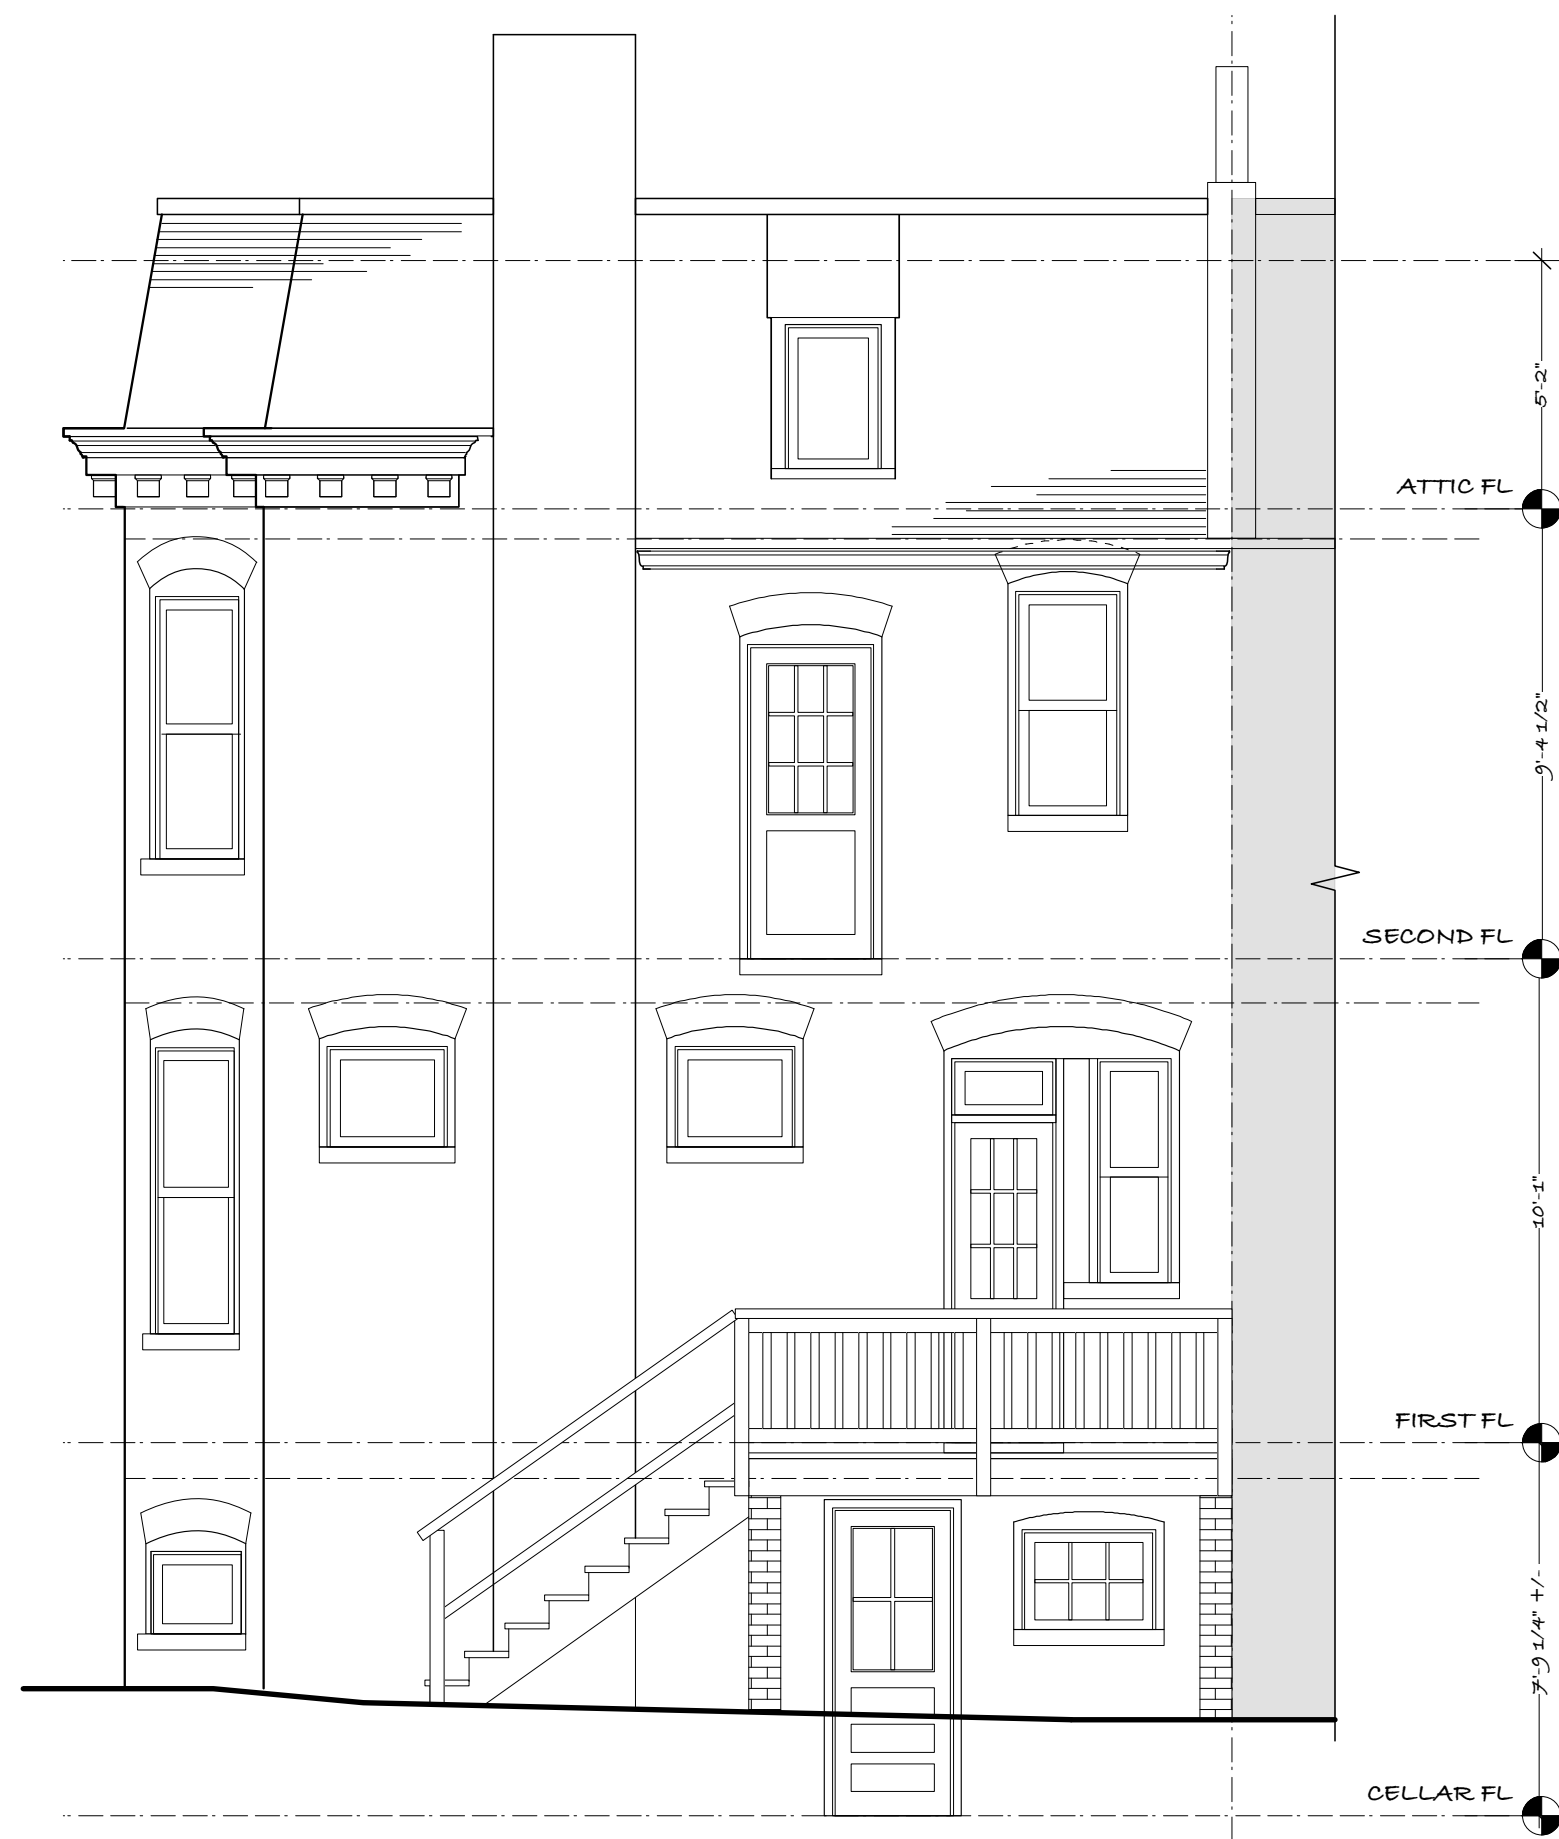 5'-2"
ATTIC FL
9'-4 1/2"
SECOND FL
10'-1"
FIRST FL
7'-9 1/4" +/-
CELLAR FL